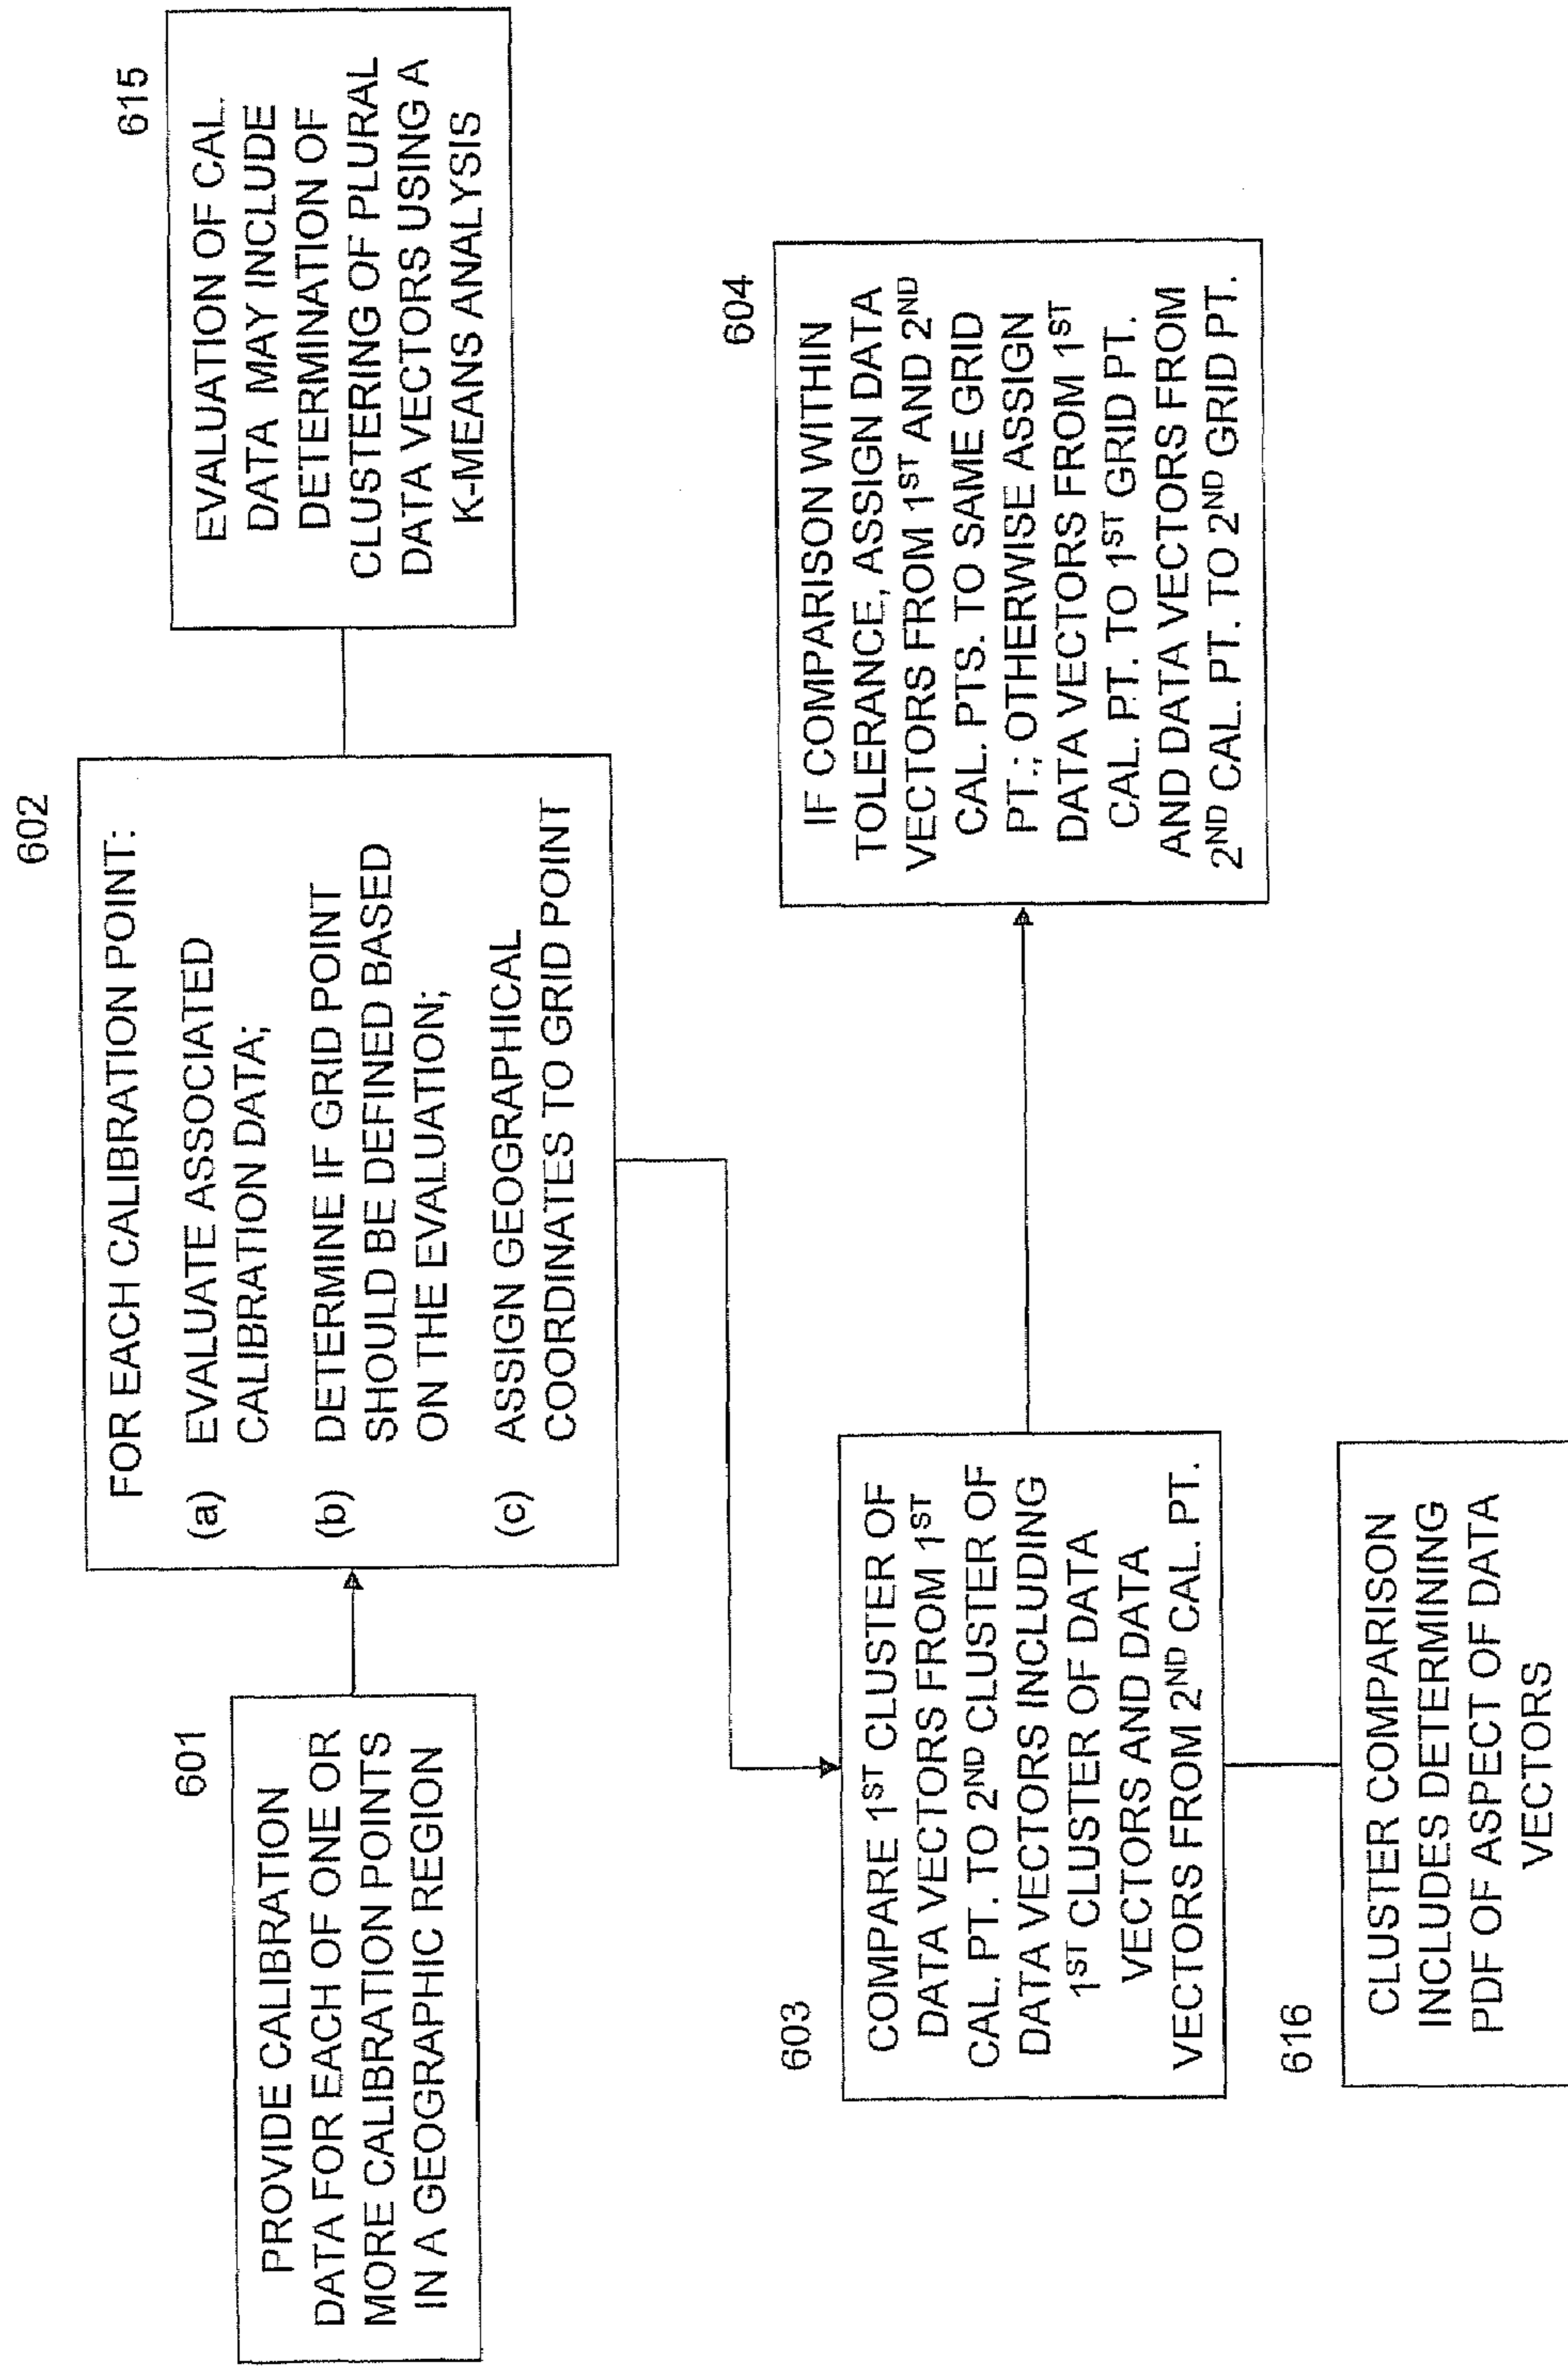 601
PROVIDE CALIBRATION
DATA FOR EACH OF ONE OR
MORE CALIBRATION POINTS
IN A GEOGRAPHIC REGION
602
FOR EACH CALIBRATION POINT:
(a) EVALUATE ASSOCIATED
CALIBRATION DATA;
(b) DETERMINE IF GRID POINT
SHOULD BE DEFINED BASED
ON THE EVALUATION;
(c) ASSIGN GEOGRAPHICAL
COORDINATES TO GRID POINT
615
EVALUATION OF CAL.
DATA MAY INCLUDE
DETERMINATION OF
CLUSTERING OF PLURAL
DATA VECTORS USING A
K-MEANS ANALYSIS
603
COMPARE 1ST CLUSTER OF
DATA VECTORS FROM 1ST
CAL. PT. TO 2ND CLUSTER OF
DATA VECTORS INCLUDING
1ST CLUSTER OF DATA
VECTORS AND DATA
VECTORS FROM 2ND CAL. PT.
604
IF COMPARISON WITHIN
TOLERANCE, ASSIGN DATA
VECTORS FROM 1ST AND 2ND
CAL. PTS. TO SAME GRID
PT.; OTHERWISE ASSIGN
DATA VECTORS FROM 1ST
CAL. PT. TO 1ST GRID PT.
AND DATA VECTORS FROM
2ND CAL. PT. TO 2ND GRID PT.
616
CLUSTER COMPARISON
INCLUDES DETERMINING
PDF OF ASPECT OF DATA
VECTORS